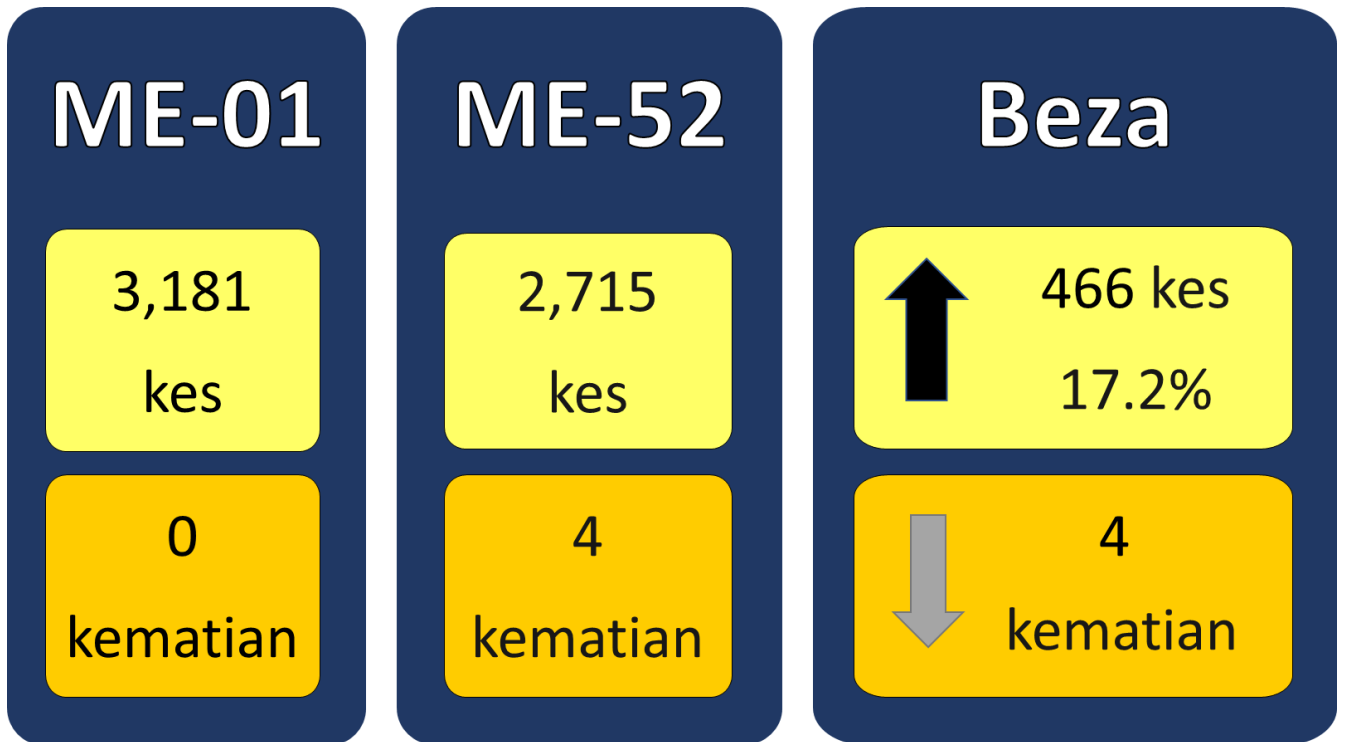 ME-01
3,181
kes
0
kematian
ME-52
2,715
kes
4
kematian
Beza
466 kes
17.2%
4
kematian